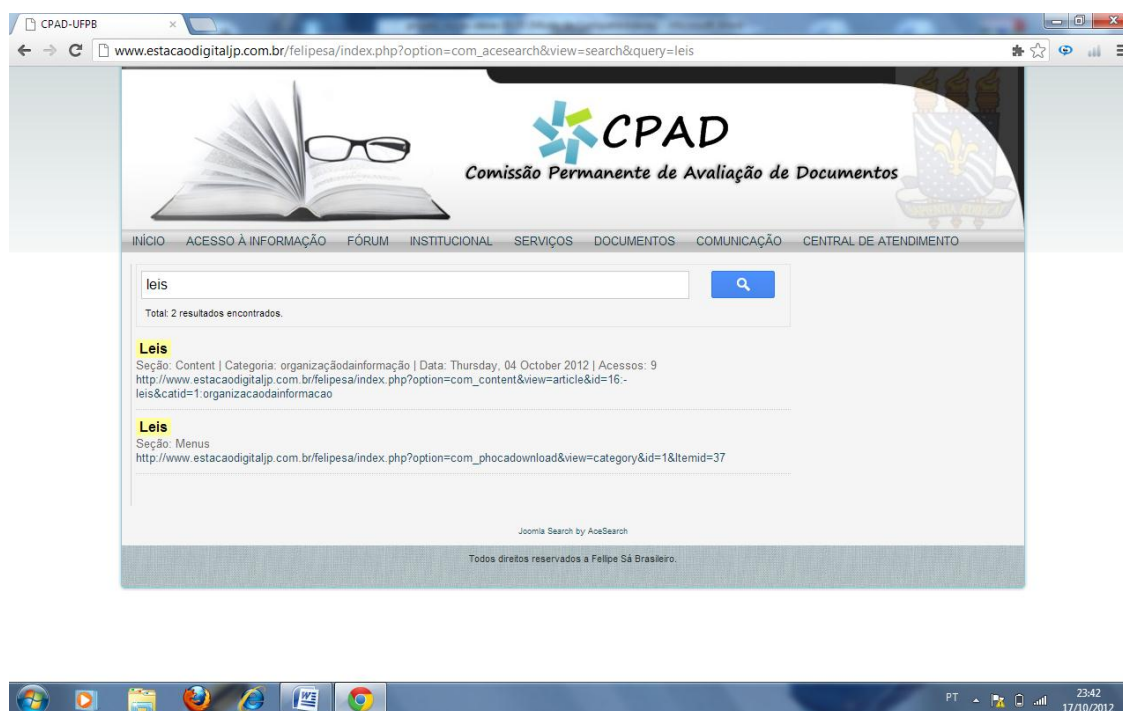 CPAD-UFPB
www.estacaodigitaljp.com.br/felipesa/index.php?option=com_acesearch&view=search&query=leis
CPAD
Comissão Permanente de Avaliação de Documentos
INÍCIO ACESSO À INFORMAÇÃO FÓRUM INSTITUCIONAL SERVIÇOS DOCUMENTOS COMUNICAÇÃO CENTRAL DE ATENDIMENTO
leis
Total: 2 resultados encontrados.
Leis
Seção: Content | Categoria: organizaçãodainformação | Data: Thursday, 04 October 2012 | Acessos: 9
http://www.estacaodigitaljp.com.br/felipesa/index.php?option=com_content&view=article&id=16:-
leis&catid=1:organizacaodainformacao
Leis
Seção: Menus
http://www.estacaodigitaljp.com.br/felipesa/index.php?option=com_phocadownload&view=category&id=1&Itemid=37
Joomla Search by AceSearch
Todos direitos reservados a Fellipe Sá Brasileiro.
PT 23:42
17/10/2012